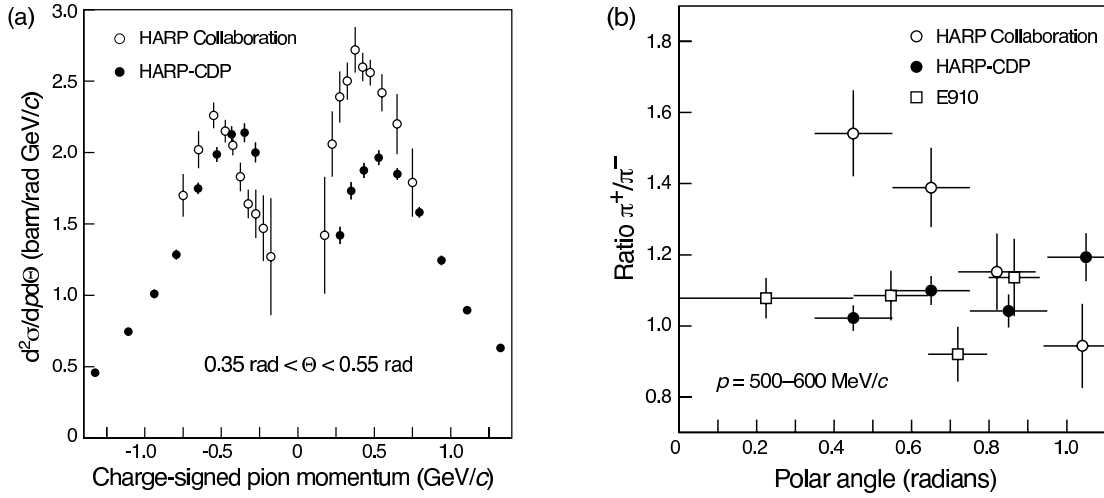 (a)
3.0
2.5
2.0
1.5
1.0
0.5
0
HARP Collaboration
HARP-CDP
0.35 rad < Θ < 0.55 rad
d²σ/dpdΘ (barn/rad GeV/c)
-1.0
-0.5
0
0.5
1.0
Charge-signed pion momentum (GeV/c)
(b)
1.8
1.6
1.4
1.2
1.0
0.8
HARP Collaboration
HARP-CDP
E910
p = 500–600 MeV/c
Ratio π⁺/π⁻
0
0.2
0.4
0.6
0.8
1.0
Polar angle (radians)